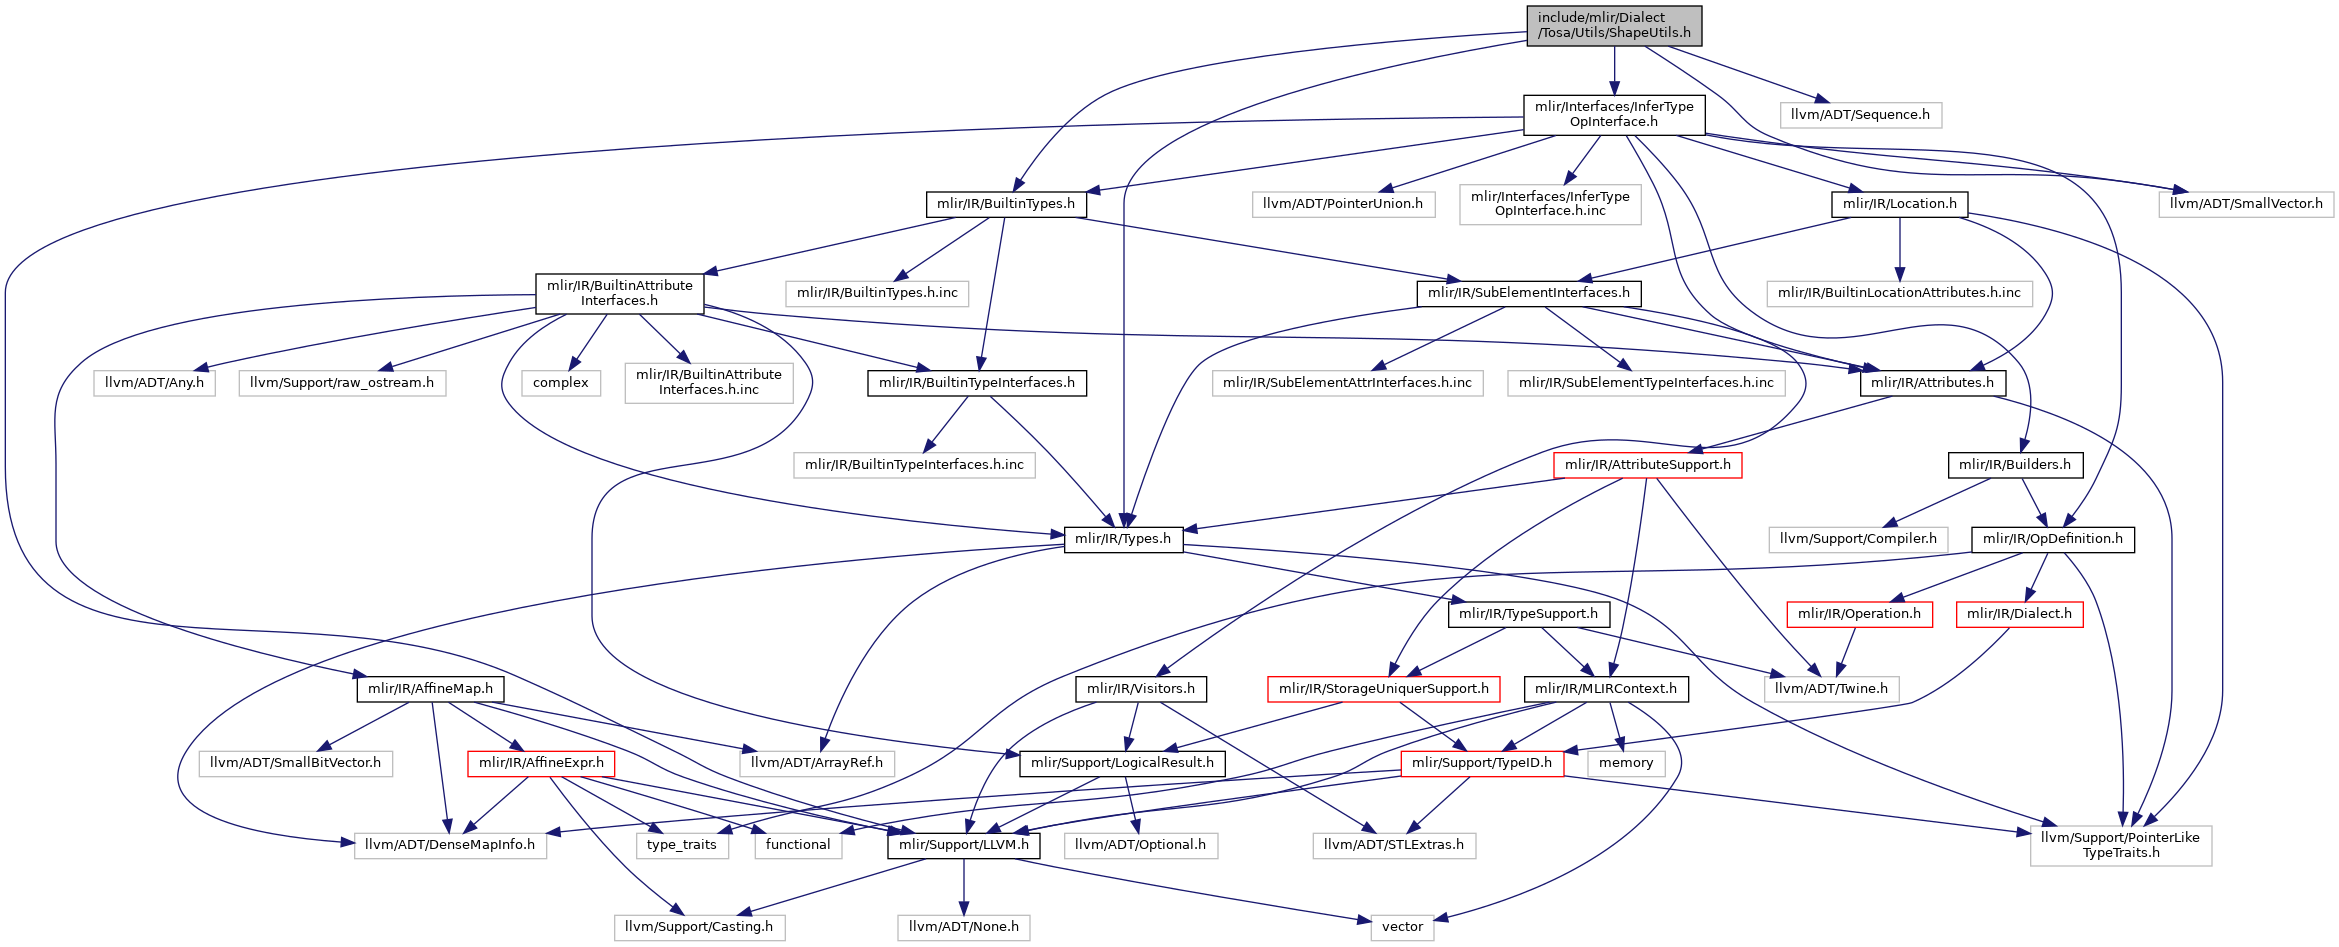 include/mlir/Dialect
/Tosa/Utils/ShapeUtils.h
mlir/Interfaces/InferType
OpInterface.h
llvm/ADT/Sequence.h
mlir/IR/BuiltinTypes.h
llvm/ADT/PointerUnion.h
mlir/Interfaces/InferType
OpInterface.h.inc
mlir/IR/Location.h
llvm/ADT/SmallVector.h
mlir/IR/BuiltinAttribute
Interfaces.h
mlir/IR/BuiltinTypes.h.inc
mlir/IR/SubElementInterfaces.h
mlir/IR/BuiltinLocationAttributes.h.inc
llvm/ADT/Any.h
llvm/Support/raw_ostream.h
complex
mlir/IR/BuiltinAttribute
Interfaces.h.inc
mlir/IR/BuiltinTypeInterfaces.h
mlir/IR/SubElementAttrInterfaces.h.inc
mlir/IR/SubElementTypeInterfaces.h.inc
mlir/IR/Attributes.h
mlir/IR/BuiltinTypeInterfaces.h.inc
mlir/IR/AttributeSupport.h
mlir/IR/Builders.h
mlir/IR/Types.h
llvm/Support/Compiler.h
mlir/IR/OpDefinition.h
mlir/IR/TypeSupport.h
mlir/IR/Operation.h
mlir/IR/Dialect.h
mlir/IR/AffineMap.h
mlir/IR/Visitors.h
mlir/IR/StorageUniquerSupport.h
mlir/IR/MLIRContext.h
llvm/ADT/Twine.h
llvm/ADT/SmallBitVector.h
mlir/IR/AffineExpr.h
llvm/ADT/ArrayRef.h
mlir/Support/LogicalResult.h
mlir/Support/TypeID.h
memory
llvm/ADT/DenseMapInfo.h
type_traits
functional
mlir/Support/LLVM.h
llvm/ADT/Optional.h
llvm/ADT/STLExtras.h
llvm/Support/PointerLike
TypeTraits.h
llvm/Support/Casting.h
llvm/ADT/None.h
vector